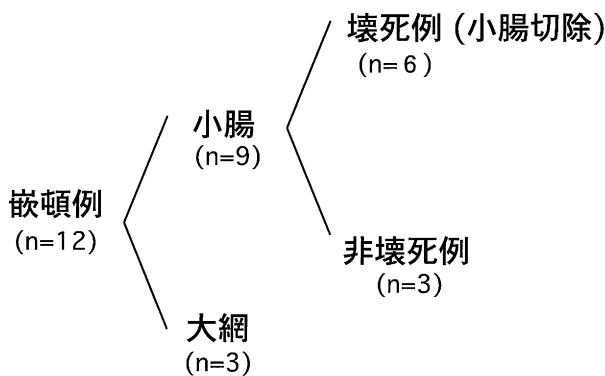 壊死例 (小腸切除)
(n= 6 )
小腸
(n=9)
嵌頓例
(n=12)
非壊死例
(n=3)
大網
(n=3)